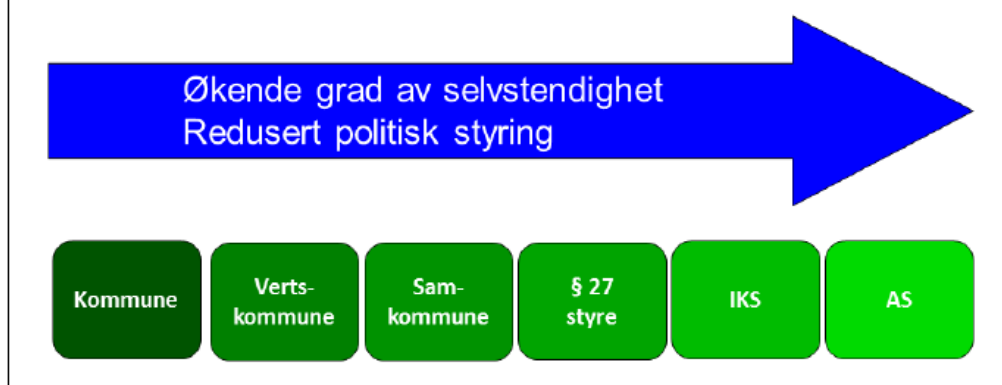 Økende grad av selvstendighet
Redusert politisk styring
Kommune
Verts-
kommune
Sam-
kommune
§ 27
styre
IKS
AS